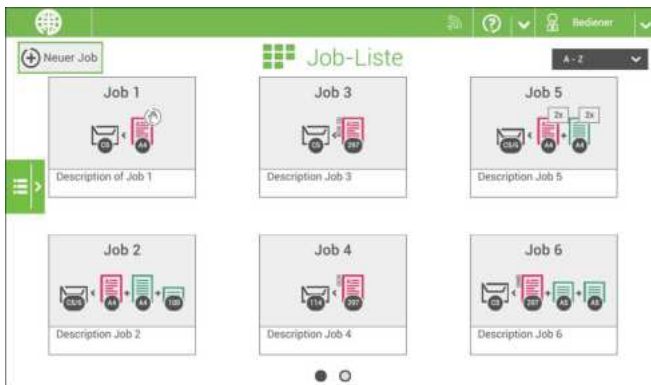 Bediener
Neuer Job
Job-Liste
A - Z
Job 1
C5
A4
Description of Job 1
Job 3
C5
297
Description Job 3
Job 5
2x
2x
C5/6
A4
A4
Description Job 5
Job 2
C5/6
A4
A4
100
Description Job 2
Job 4
114
297
Description Job 4
Job 6
C5
297
A5
A5
Description Job 6